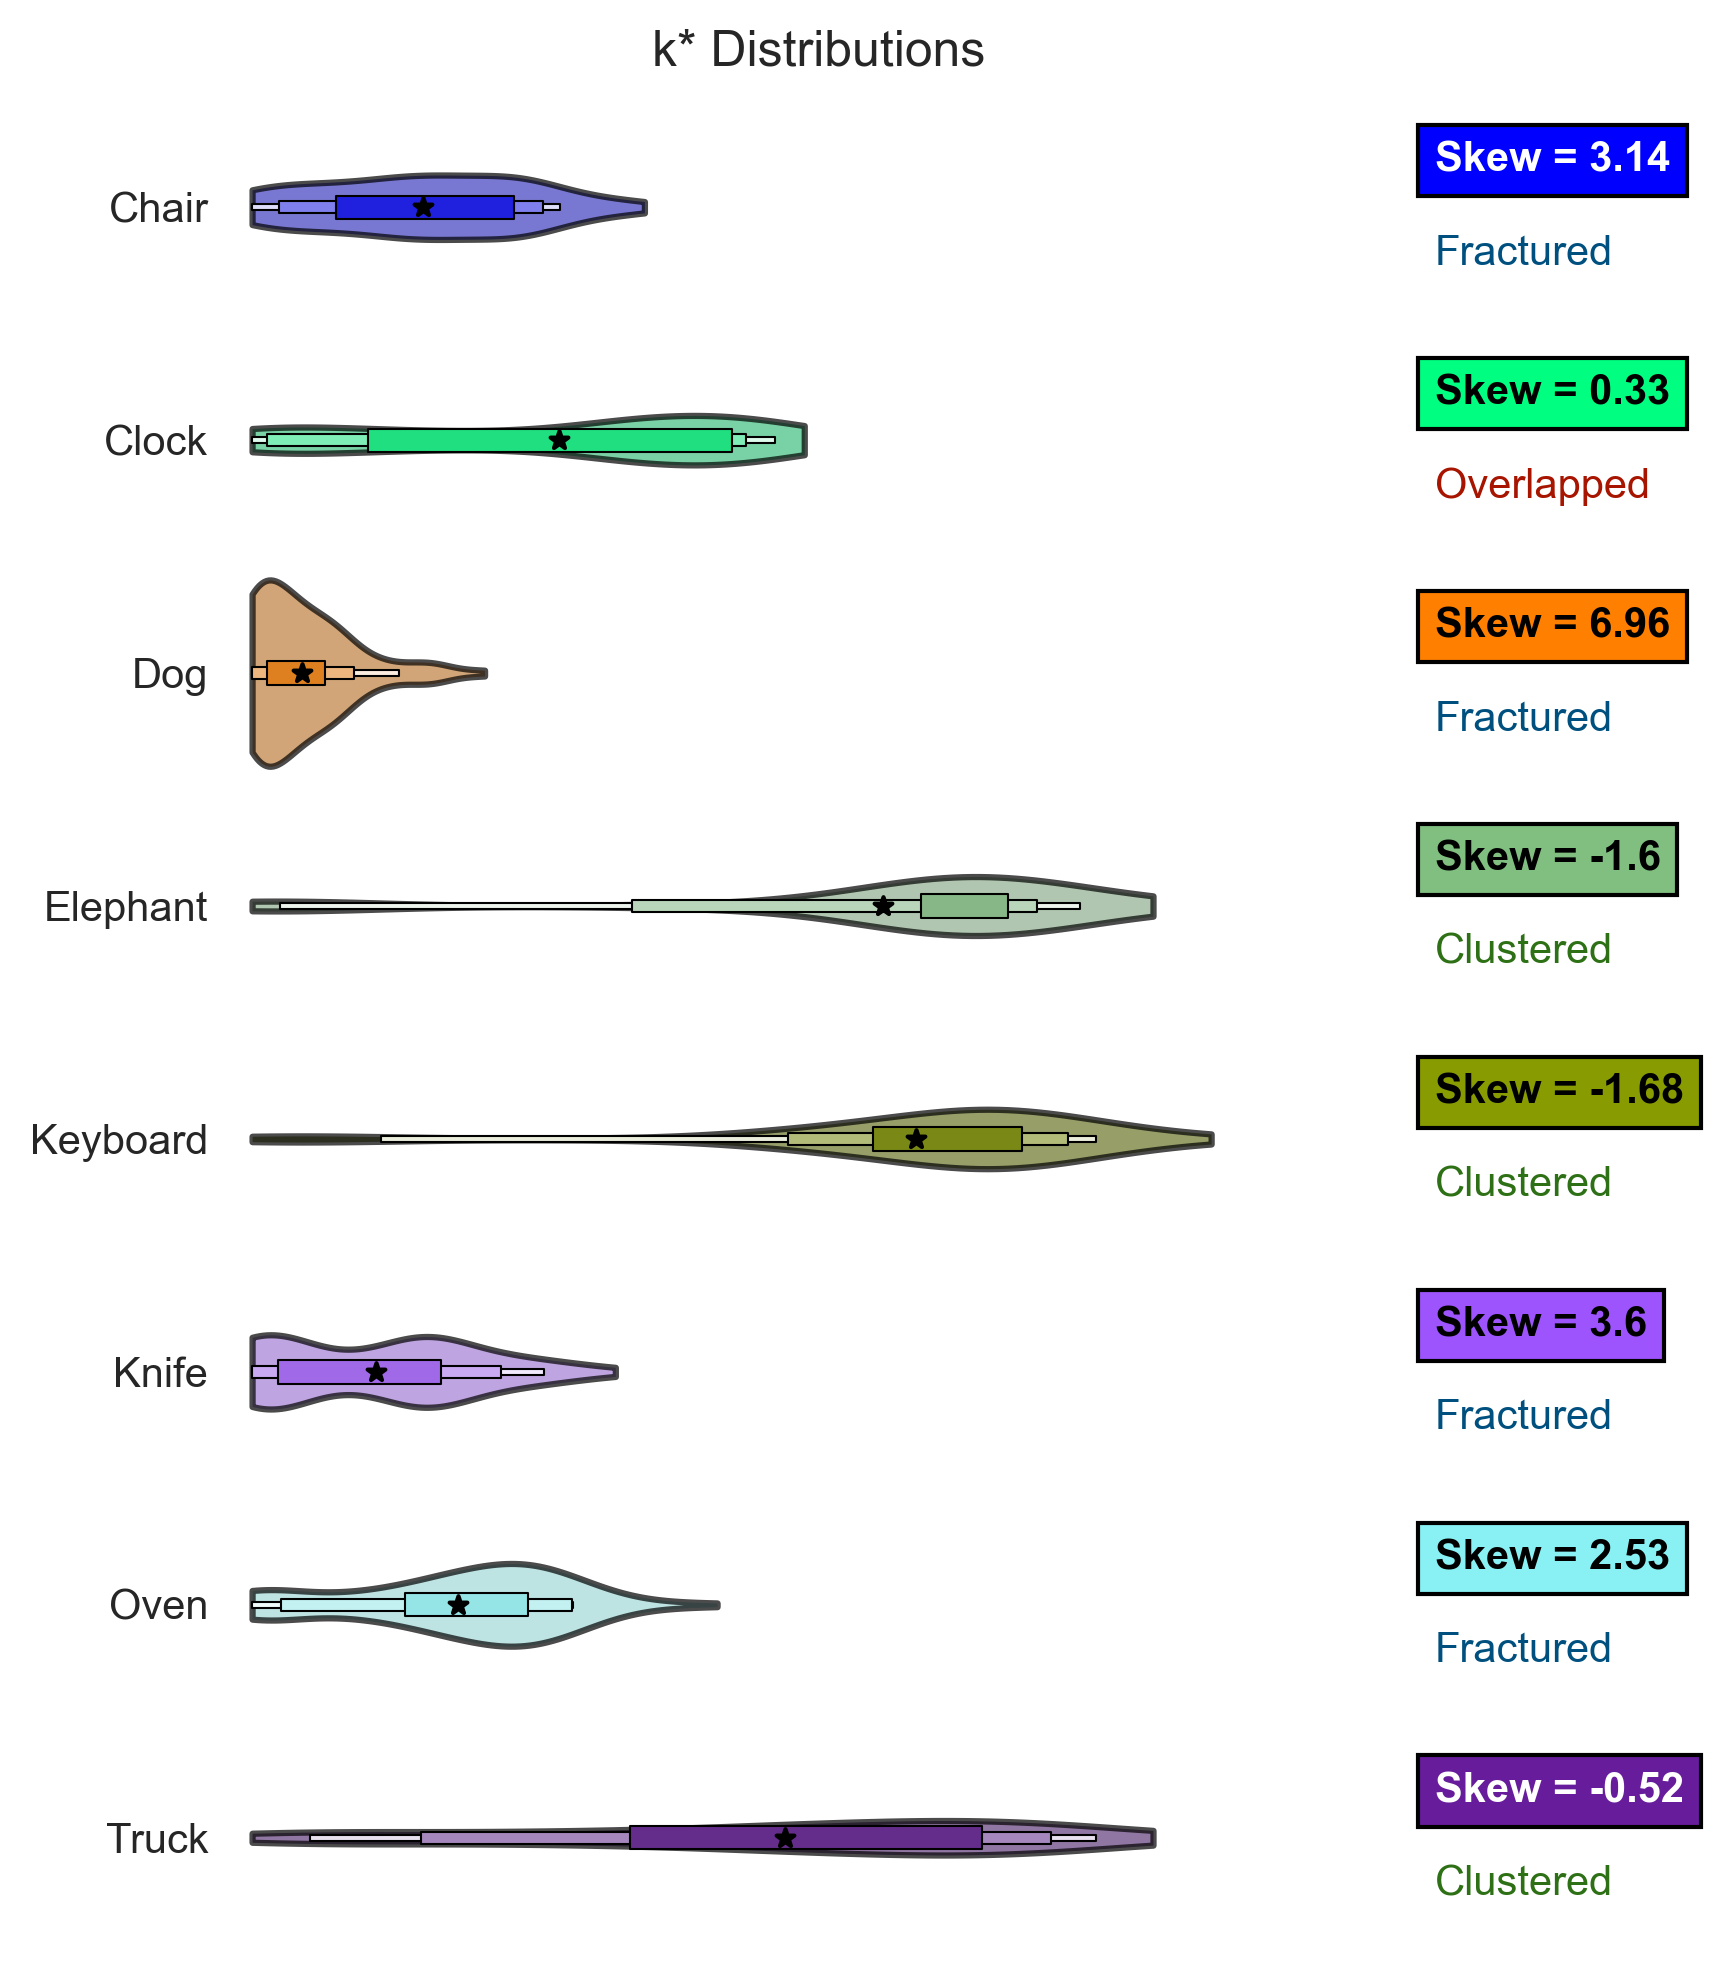 k* Distributions
Chair
Skew = 3.14
Fractured
Clock
Skew = 0.33
Overlapped
Dog
Skew = 6.96
Fractured
Elephant
Skew = -1.6
Clustered
Keyboard
Skew = -1.68
Clustered
Knife
Skew = 3.6
Fractured
Oven
Skew = 2.53
Fractured
Truck
Skew = -0.52
Clustered